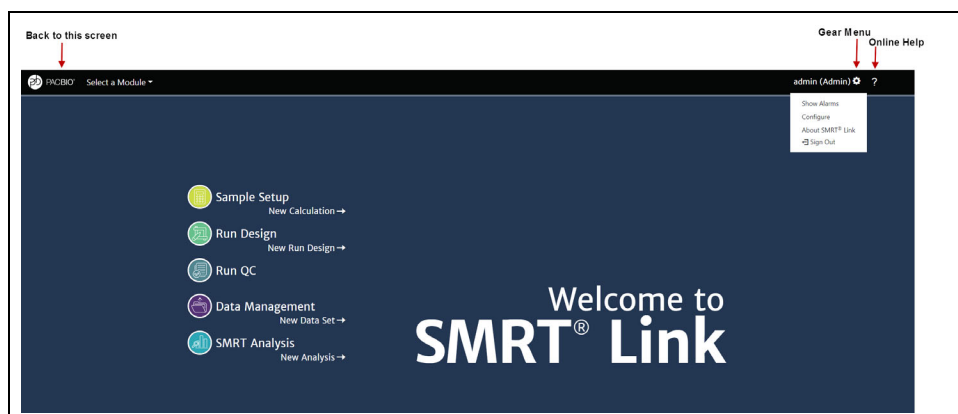 Back to this screen
Gear Menu
Online Help
PACBIO®
Select a Module
admin (Admin)
?
Show Alarms
Configure
About SMRT® Link
Sign Out
Sample Setup
New Calculation →
Run Design
New Run Design →
Run QC
Data Management
New Data Set →
SMRT Analysis
New Analysis →
Welcome to
SMRT® Link